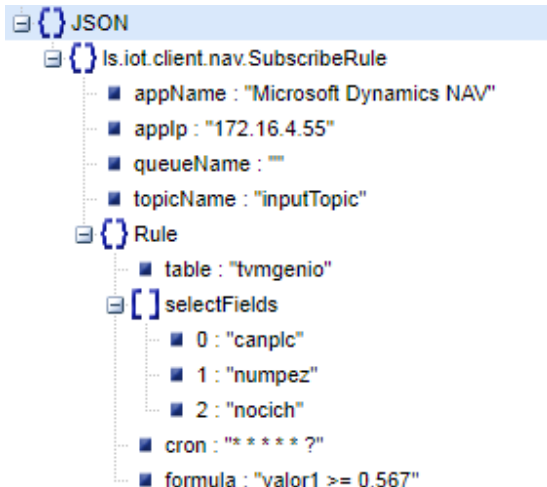 JSON
ls.iot.client.nav.SubscribeRule
appName : "Microsoft Dynamics NAV"
appIp : "172.16.4.55"
queueName : ""
topicName : "inputTopic"
Rule
table : "tvmgenio"
selectFields
0 : "canplc"
1 : "numpez"
2 : "nocich"
cron : "* * * * * ?"
formula : "valor1 >= 0.567"